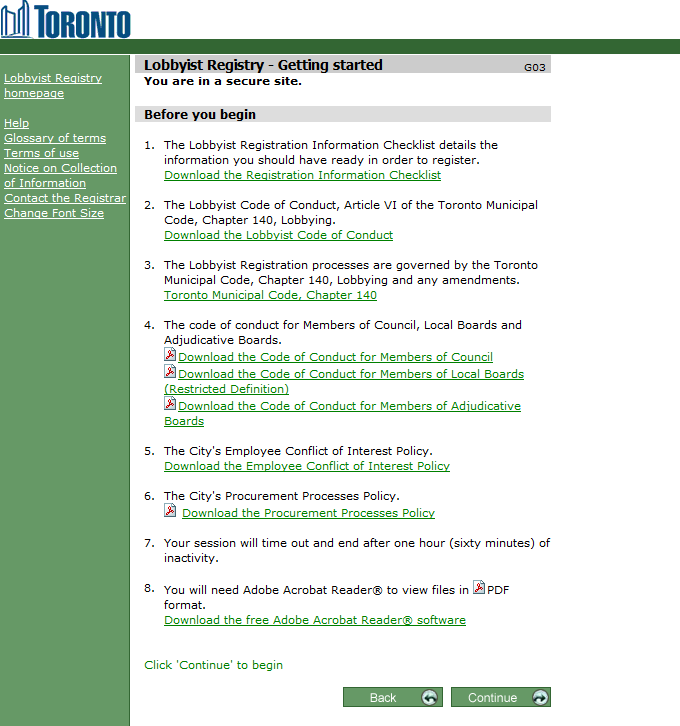 TORONTO
Lobbyist Registry - Getting started
G03
You are in a secure site.
Lobbyist Registry
homepage
Help
Glossary of terms
Terms of use
Notice on Collection
of Information
Contact the Registrar
Change Font Size
Before you begin
1. The Lobbyist Registration Information Checklist details the
information you should have ready in order to register.
Download the Registration Information Checklist
2. The Lobbyist Code of Conduct, Article VI of the Toronto Municipal
Code, Chapter 140, Lobbying.
Download the Lobbyist Code of Conduct
3. The Lobbyist Registration processes are governed by the Toronto
Municipal Code, Chapter 140, Lobbying and any amendments.
Toronto Municipal Code, Chapter 140
4. The code of conduct for Members of Council, Local Boards and
Adjudicative Boards.
Download the Code of Conduct for Members of Council
Download the Code of Conduct for Members of Local Boards
(Restricted Definition)
Download the Code of Conduct for Members of Adjudicative
Boards
5. The City's Employee Conflict of Interest Policy.
Download the Employee Conflict of Interest Policy
6. The City's Procurement Processes Policy.
Download the Procurement Processes Policy
7. Your session will time out and end after one hour (sixty minutes) of
inactivity.
8. You will need Adobe Acrobat Reader® to view files in PDF
format.
Download the free Adobe Acrobat Reader® software
Click 'Continue' to begin
Back
Continue